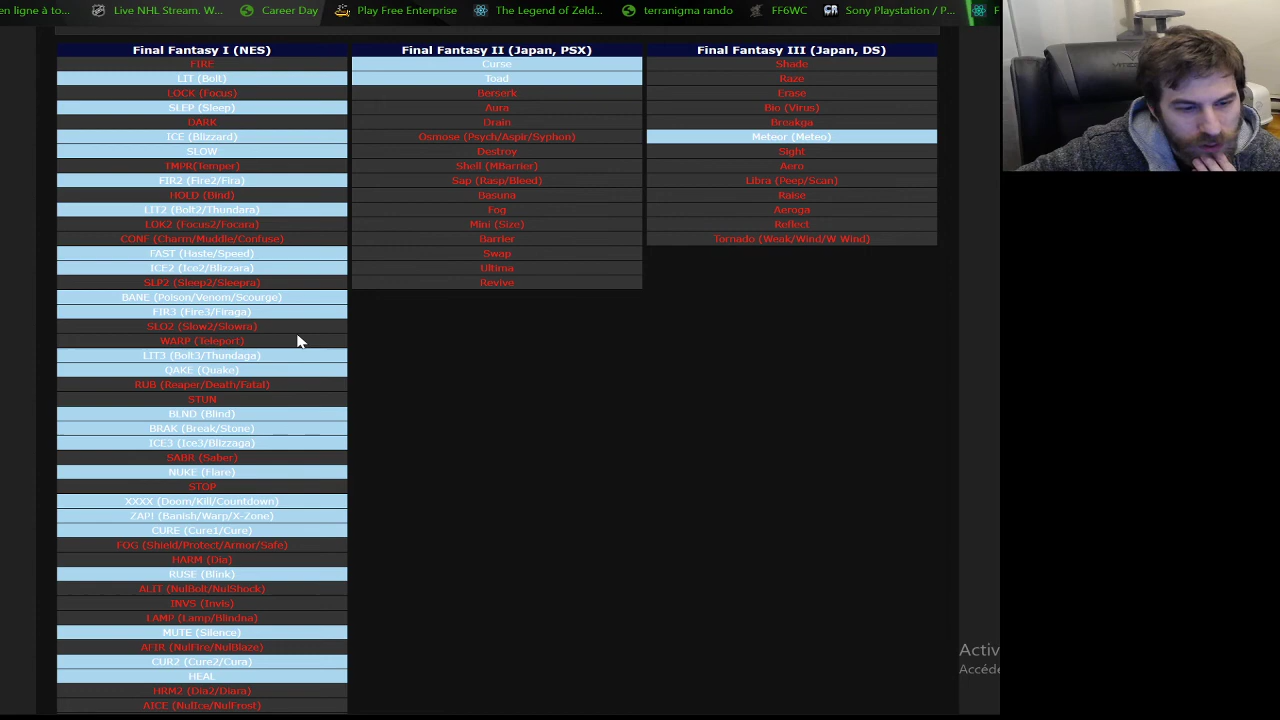 en ligne à to...
Live NHL Stream. W...
Career Day
Play Free Enterprise
The Legend of Zeld...
terranigma rando
FF6WC
Sony Playstation / P...
F
Final Fantasy I (NES)
FIRE
LIT (Bolt)
LOCK (Focus)
SLEP (Sleep)
DARK
ICE (Blizzard)
SLOW
TMPR(Temper)
FIR2 (Fire2/Fira)
HOLD (Bind)
LIT2 (Bolt2/Thundara)
LOK2 (Focus2/Focara)
CONF (Charm/Muddle/Confuse)
FAST (Haste/Speed)
ICE2 (Ice2/Blizzara)
SLP2 (Sleep2/Sleepra)
BANE (Poison/Venom/Scourge)
FIR3 (Fire3/Firaga)
SLO2 (Slow2/Slowra)
WARP (Teleport)
LIT3 (Bolt3/Thundaga)
QAKE (Quake)
RUB (Reaper/Death/Fatal)
STUN
BLND (Blind)
BRAK (Break/Stone)
ICE3 (Ice3/Blizzaga)
SABR (Saber)
NUKE (Flare)
STOP
XXXX (Doom/Kill/Countdown)
ZAP! (Banish/Warp/X-Zone)
CURE (Cure1/Cure)
FOG (Shield/Protect/Armor/Safe)
HARM (Dia)
RUSE (Blink)
ALIT (NulBolt/NulShock)
INVS (Invis)
LAMP (Lamp/Blindna)
MUTE (Silence)
AFIR (NulFire/NulBlaze)
CUR2 (Cure2/Cura)
HEAL
HRM2 (Dia2/Diara)
AICE (NulIce/NulFrost)
Final Fantasy II (Japan, PSX)
Curse
Toad
Berserk
Aura
Drain
Osmose (Psych/Aspir/Syphon)
Destroy
Shell (MBarrier)
Sap (Rasp/Bleed)
Basuna
Fog
Mini (Size)
Barrier
Swap
Ultima
Revive
Final Fantasy III (Japan, DS)
Shade
Raze
Erase
Bio (Virus)
Breakga
Meteor (Meteo)
Sight
Aero
Libra (Peep/Scan)
Raise
Aeroga
Reflect
Tornado (Weak/Wind/W Wind)
Activ
Accéde